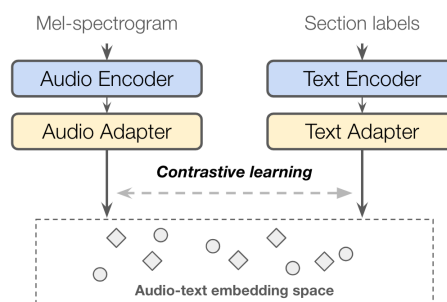 Mel-spectrogram Section labels
Audio Encoder Text Encoder
Audio Adapter Text Adapter
Contrastive learning
Audio-text embedding space